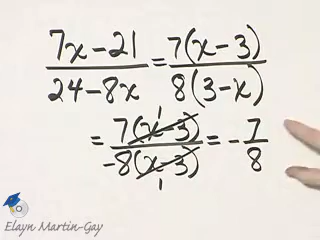 (7x-21)/(24-8x) = 7(x-3)/8(3-x)
= 7(x-3)/-8(x-3) = -7/8
1
1
Elayn Martin-Gay